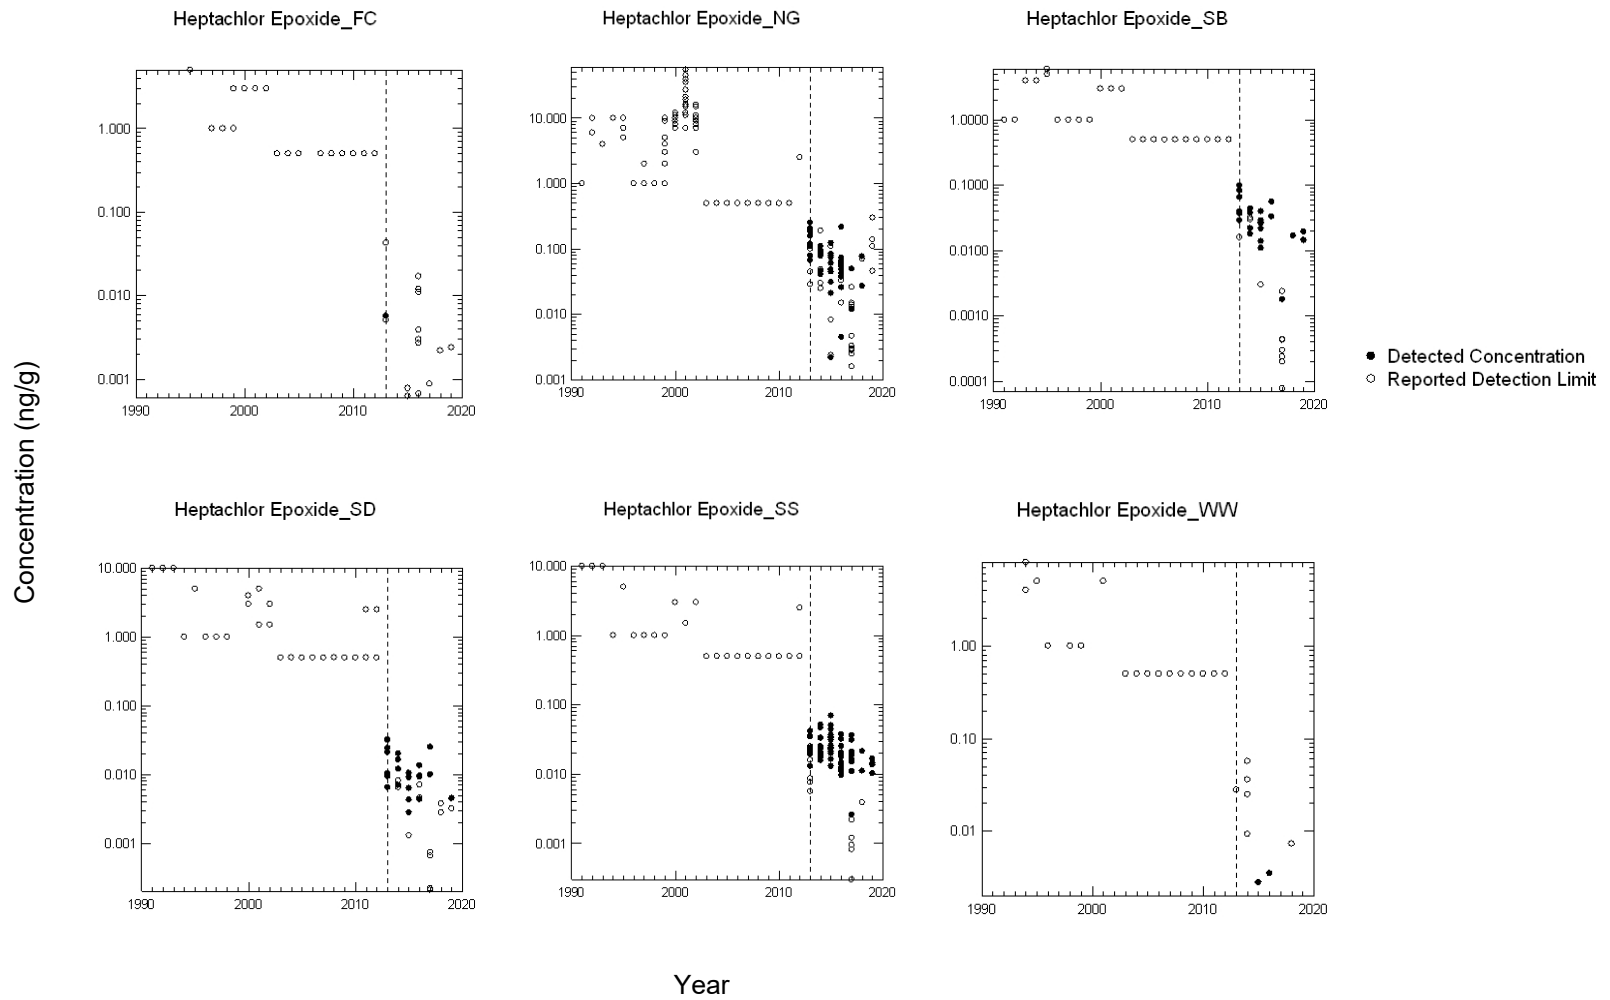 Heptachlor Epoxide_FC
Heptachlor Epoxide_NG
Heptachlor Epoxide_SB
1.000
0.100
0.010
0.001
1990 2000 2010 2020
10.000
1.000
0.100
0.010
0.001
1990 2000 2010 2020
1.0000
0.1000
0.0100
0.0010
0.0001
1990 2000 2010 2020
Detected Concentration
Reported Detection Limit
Concentration (ng/g)
Heptachlor Epoxide_SD
Heptachlor Epoxide_SS
Heptachlor Epoxide_WW
10.000
1.000
0.100
0.010
0.001
1990 2000 2010 2020
10.000
1.000
0.100
0.010
0.001
1990 2000 2010 2020
1.00
0.10
0.01
1990 2000 2010 2020
Year